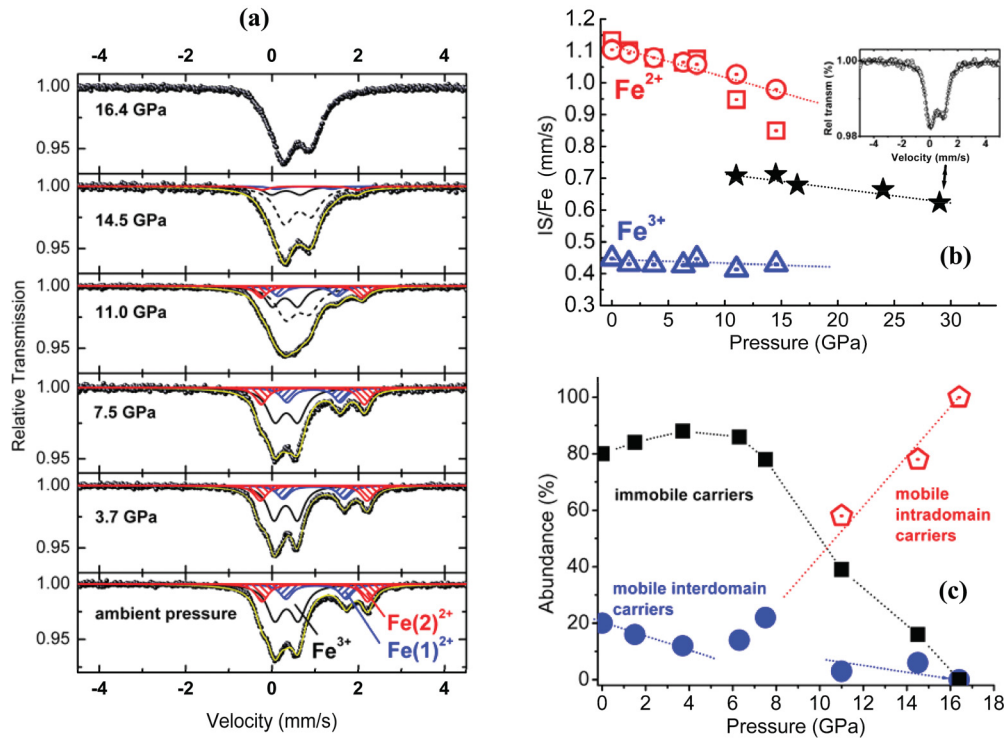 (a)
-4 -2 0 2 4
1.00
16.4 GPa
0.95
1.00
14.5 GPa
0.95
1.00
11.0 GPa
0.95
1.00
7.5 GPa
0.95
1.00
3.7 GPa
0.95
1.00
ambient pressure
0.95
Fe(2)²⁺
Fe³⁺
Fe(1)²⁺
-4 -2 0 2 4
Velocity (mm/s)
Relative Transmission
1.2
1.1
1.0
0.9
0.8
0.7
0.6
0.5
0.4
0.3
IS/Fe (mm/s)
Fe²⁺
Fe³⁺
1.00
0.98
Rel transm (%)
-4 -2 0 2 4
Velocity (mm/s)
(b)
0 5 10 15 20 25 30
Pressure (GPa)
100
80
60
40
20
0
Abundance (%)
immobile carriers
mobile
intradomain
carriers
mobile interdomain
carriers
(c)
0 2 4 6 8 10 12 14 16 18
Pressure (GPa)